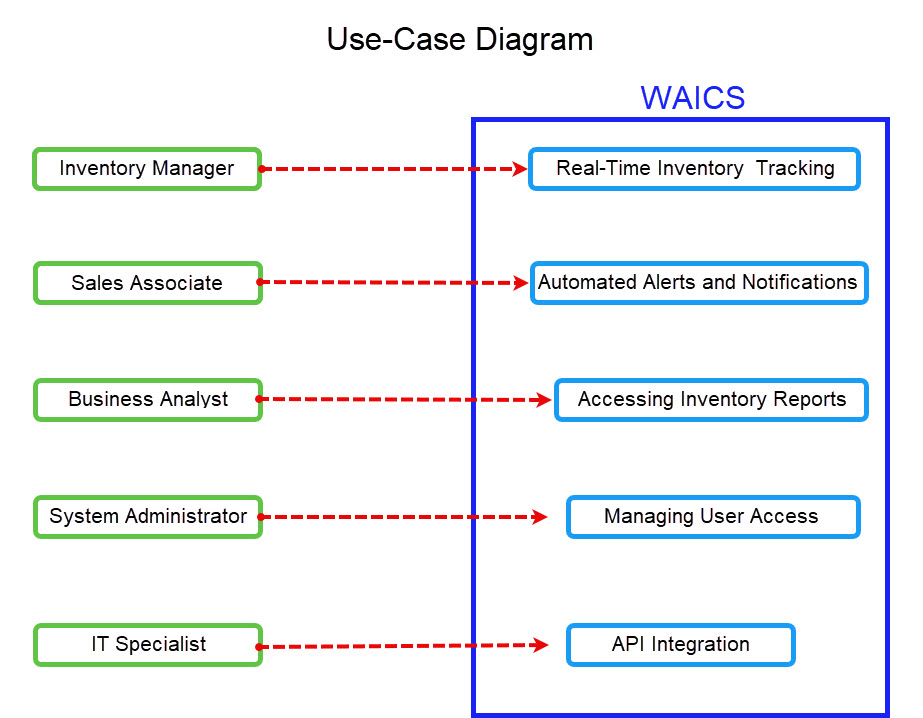 Use-Case Diagram
WAICS
Inventory Manager
Real-Time Inventory  Tracking
Sales Associate
Automated Alerts and Notifications
Business Analyst
Accessing Inventory Reports
System Administrator
Managing User Access
IT Specialist
API Integration